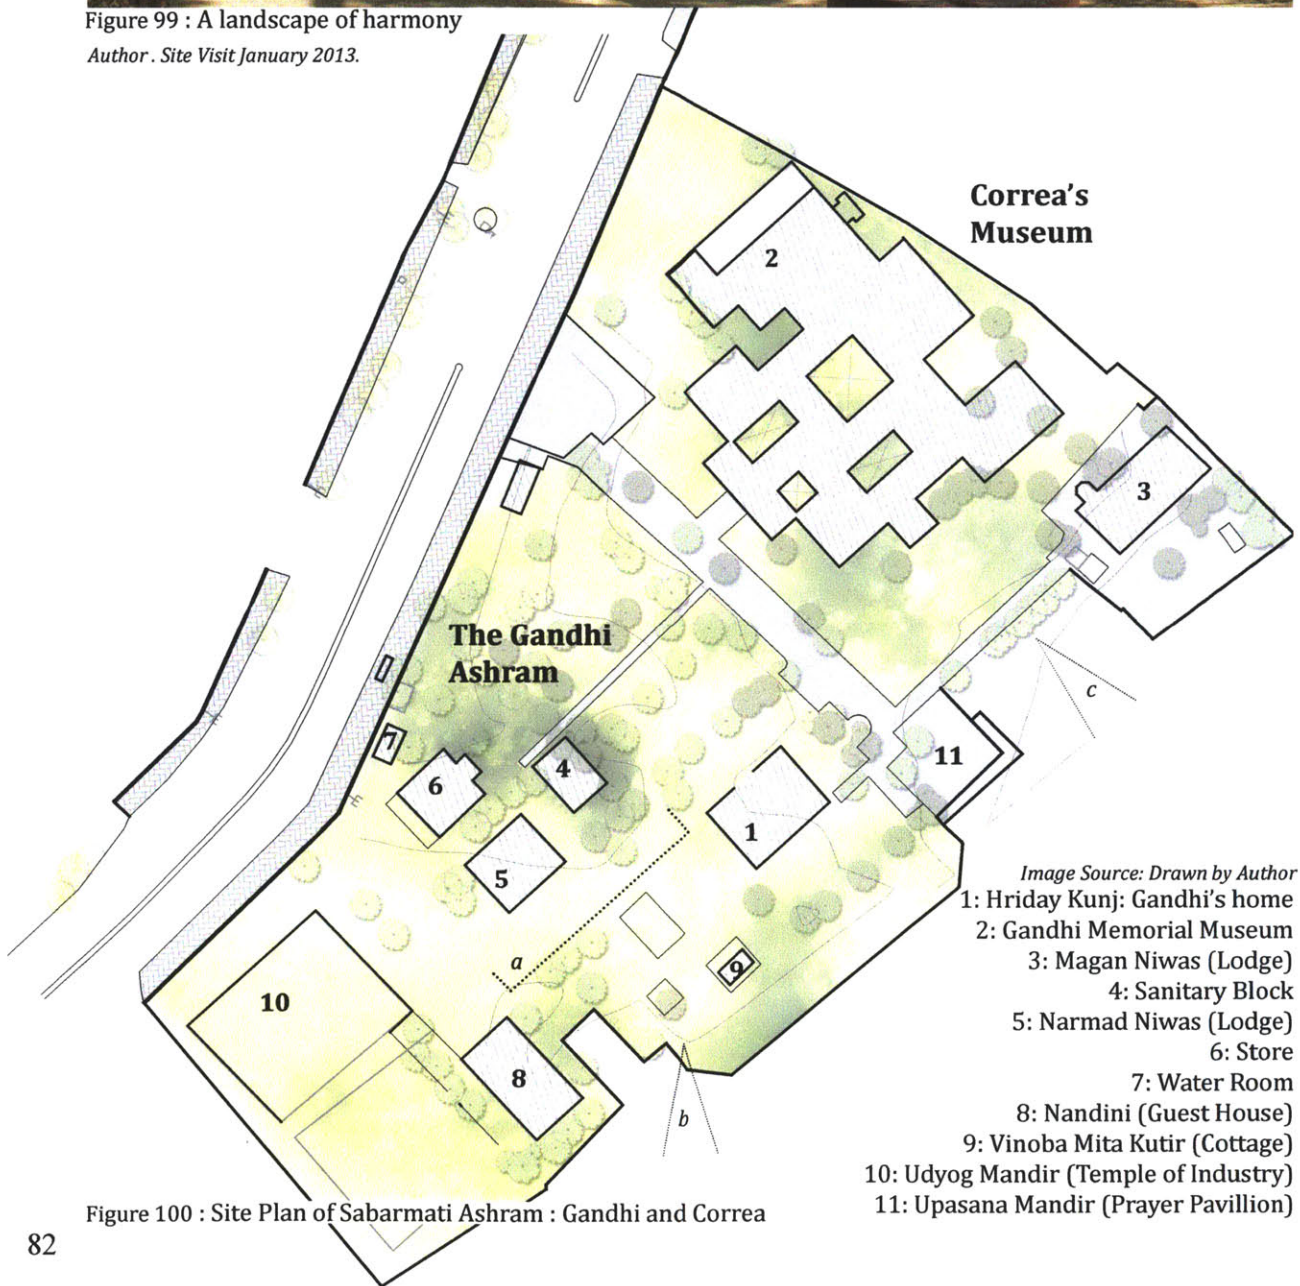 Figure 99 : A landscape of harmony
Author . Site Visit January 2013.
Correa's
Museum
2
3
The Gandhi
Ashram
c
7
11
6
4
1
5
a
9
10
8
b
Image Source: Drawn by Author
1: Hriday Kunj: Gandhi's home
2: Gandhi Memorial Museum
3: Magan Niwas (Lodge)
4: Sanitary Block
5: Narmad Niwas (Lodge)
6: Store
7: Water Room
8: Nandini (Guest House)
9: Vinoba Mita Kutir (Cottage)
10: Udyog Mandir (Temple of Industry)
11: Upasana Mandir (Prayer Pavillion)
Figure 100 : Site Plan of Sabarmati Ashram : Gandhi and Correa
82